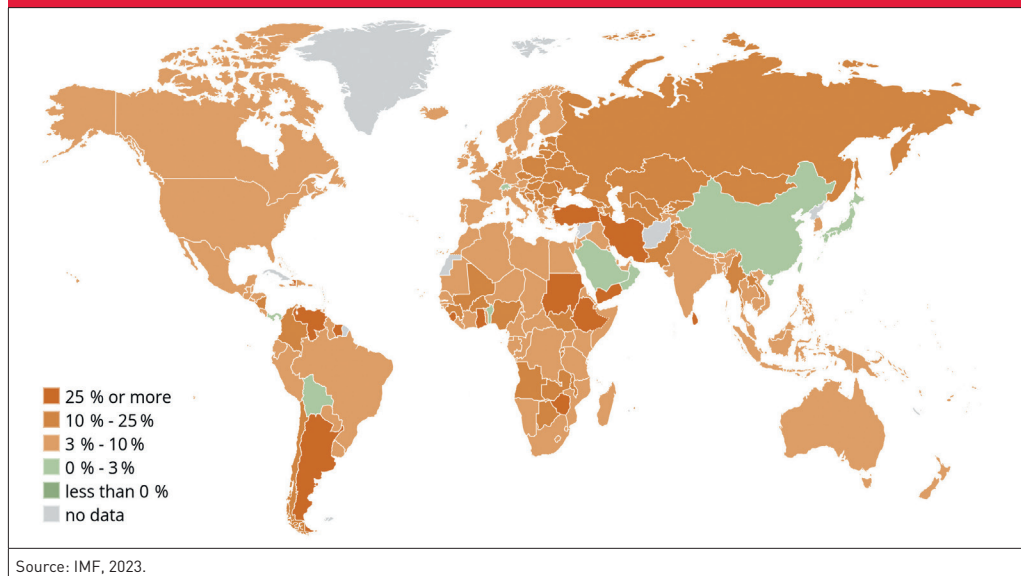 25 % or more
10 % - 25 %
3 % - 10 %
0 % - 3 %
less than 0 %
no data
Source: IMF, 2023.